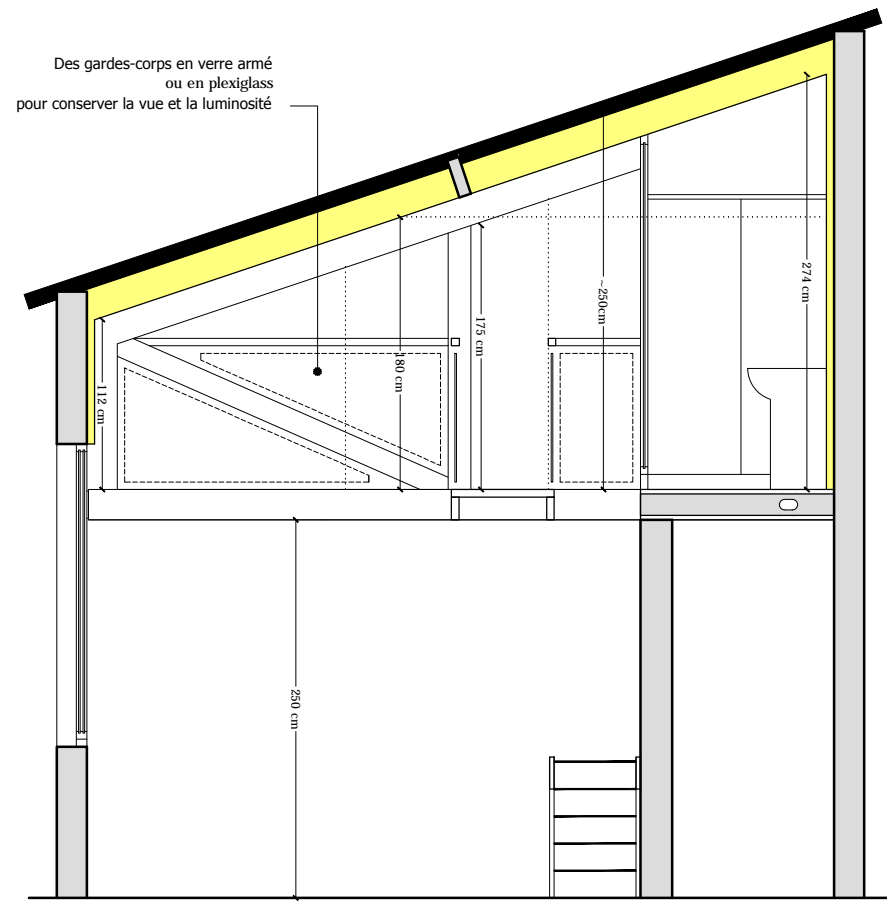 Des gardes-corps en verre armé
ou en plexiglass
pour conserver la vue et la luminosité
112 cm
180 cm
175 cm
~250cm
274 cm
250 cm